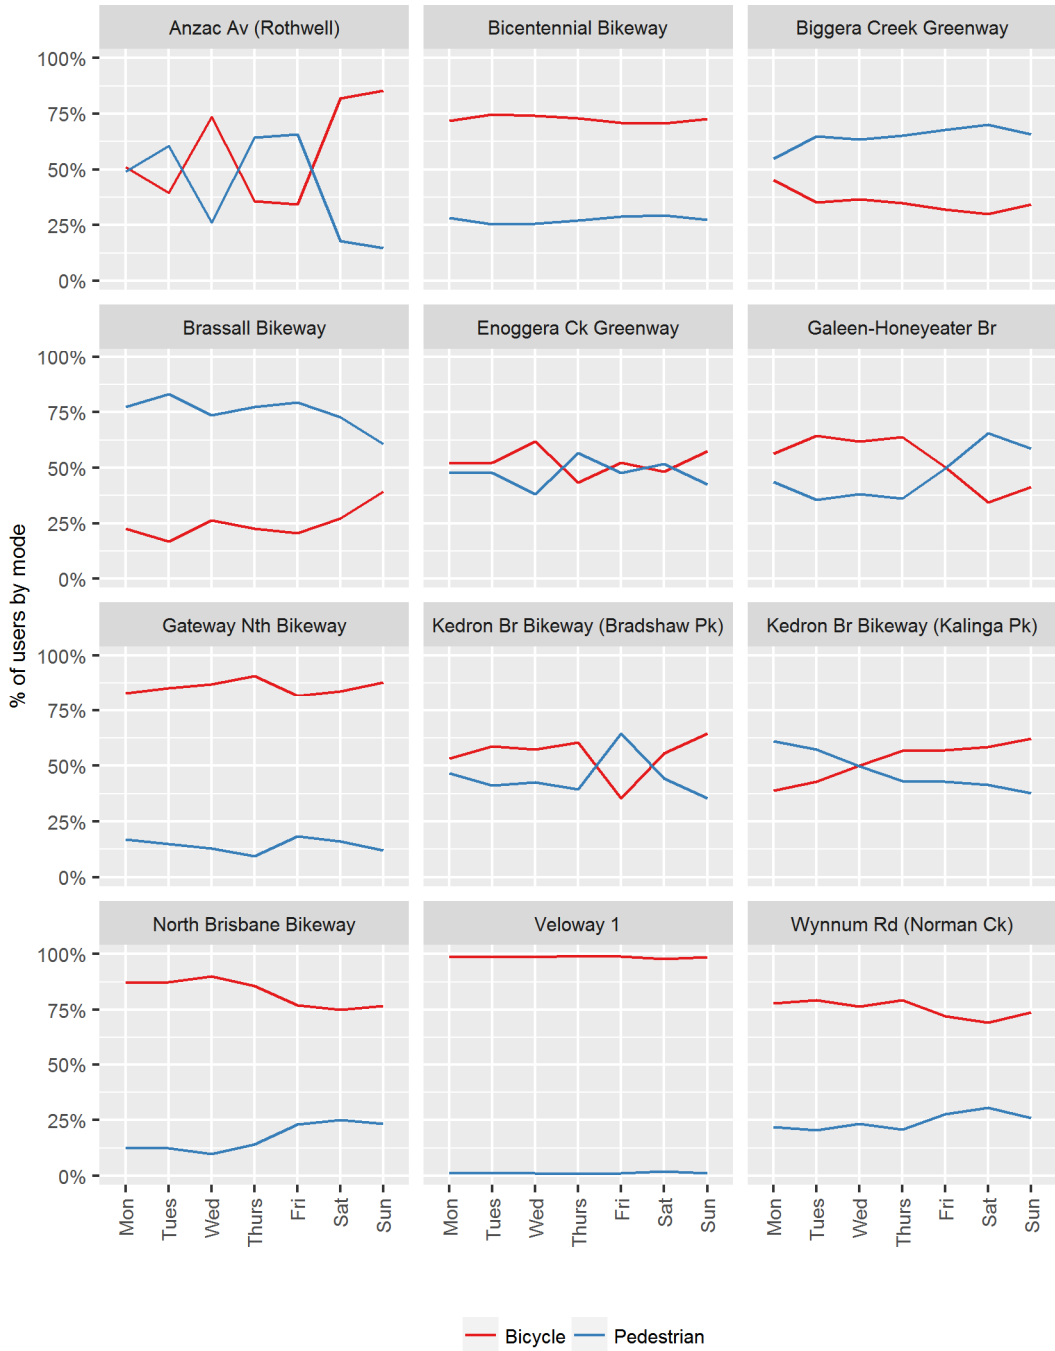 Anzac Av (Rothwell) Bicentennial Bikeway Biggera Creek Greenway
100%
75%
50%
25%
0%
Brassall Bikeway Enoggera Ck Greenway Galeen-Honeyeater Br
100%
75%
50%
25%
0%
% of users by mode
Gateway Nth Bikeway Kedron Br Bikeway (Bradshaw Pk) Kedron Br Bikeway (Kalinga Pk)
100%
75%
50%
25%
0%
North Brisbane Bikeway Veloway 1 Wynnum Rd (Norman Ck)
100%
75%
50%
25%
0%
Mon Tues Wed Thurs Fri Sat Sun Mon Tues Wed Thurs Fri Sat Sun Mon Tues Wed Thurs Fri Sat Sun
Bicycle Pedestrian